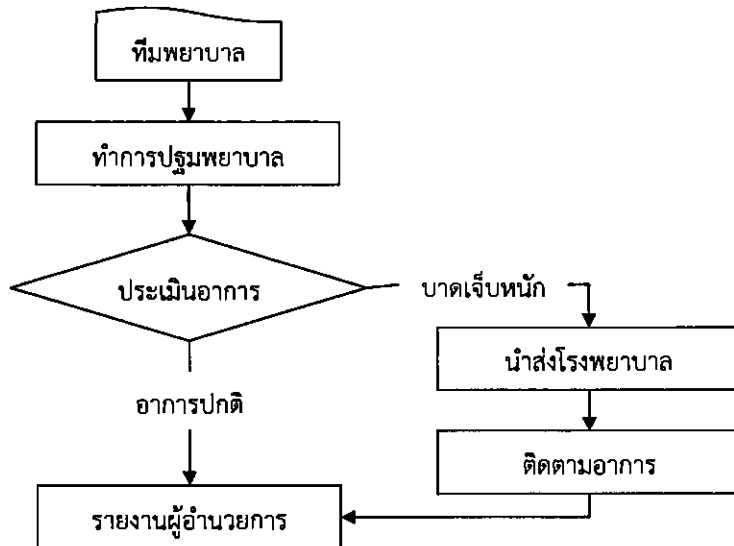 ทีมพยาบาล
ทำการปฐมพยาบาล
ประเมินอาการ
บาดเจ็บหนัก
นำส่งโรงพยาบาล
อาการปกติ
ติดตามอาการ
รายงานผู้อำนวยการ